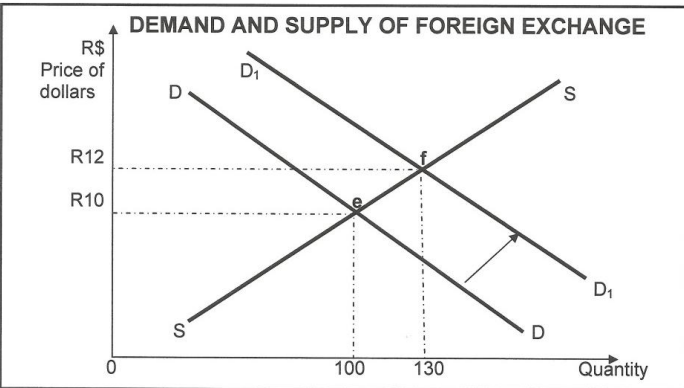 DEMAND AND SUPPLY OF FOREIGN EXCHANGE
R$
Price of
dollars
D₁
D
S
R12
f
R10
e
D₁
S
D
0
100
130
Quantity